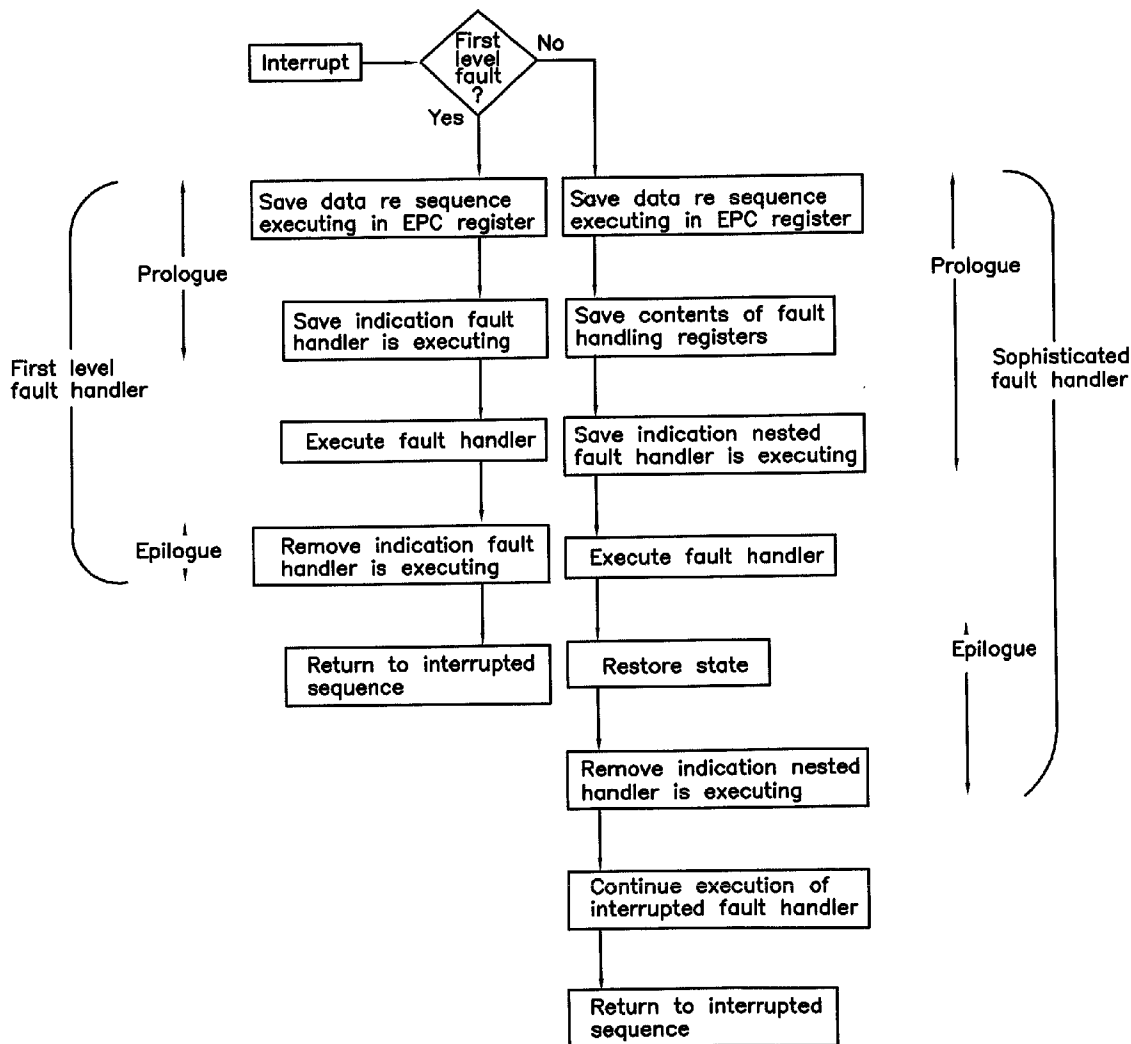 Interrupt
First
level
fault
?
No
Yes
First level
fault handler
Prologue
Epilogue
Save data re sequence
executing in EPC register
Save indication fault
handler is executing
Execute fault handler
Remove indication fault
handler is executing
Return to interrupted
sequence
Save data re sequence
executing in EPC register
Save contents of fault
handling registers
Save indication nested
fault handler is executing
Execute fault handler
Restore state
Remove indication nested
handler is executing
Continue execution of
interrupted fault handler
Return to interrupted
sequence
Prologue
Epilogue
Sophisticated
fault handler